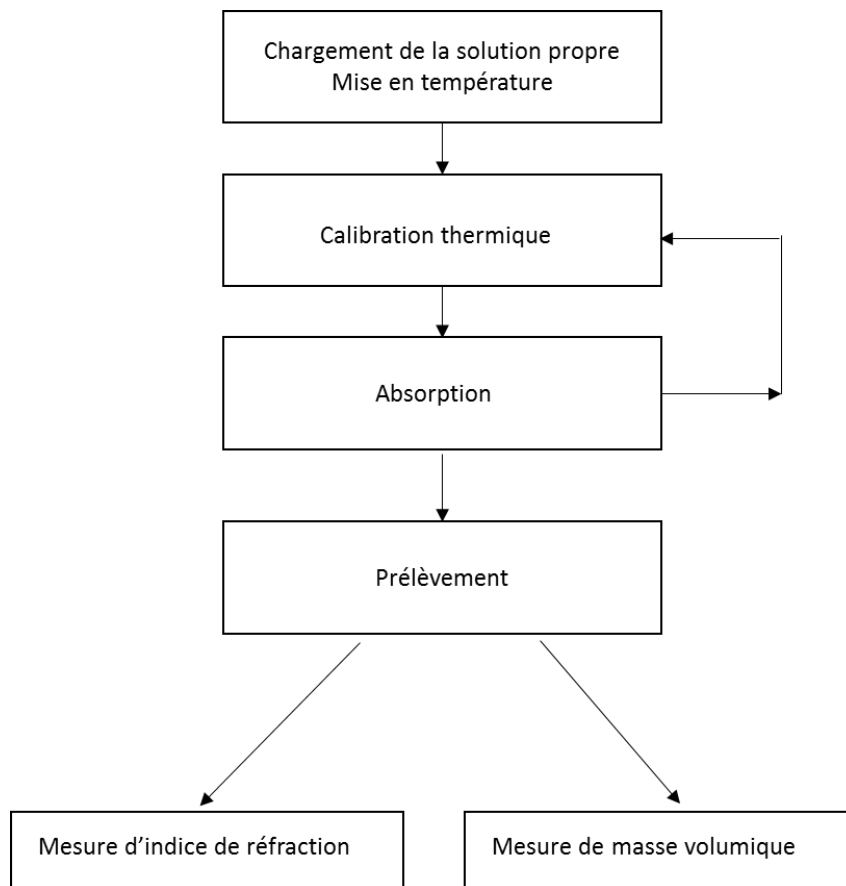 Chargement de la solution propre
Mise en température
Calibration thermique
Absorption
Prélèvement
Mesure d’indice de réfraction
Mesure de masse volumique